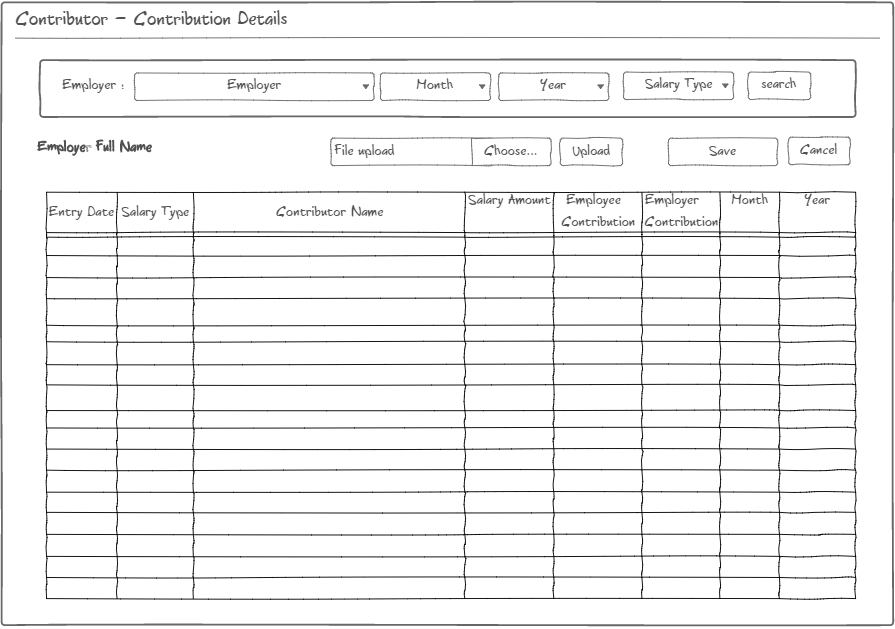 Contributor - Contribution Details
Employer : Employer Month Year Salary Type search
Employer Full Name File upload Choose... Upload Save Cancel
Entry Date Salary Type Contributor Name Salary Amount Employee Contribution Employer Contribution Month Year